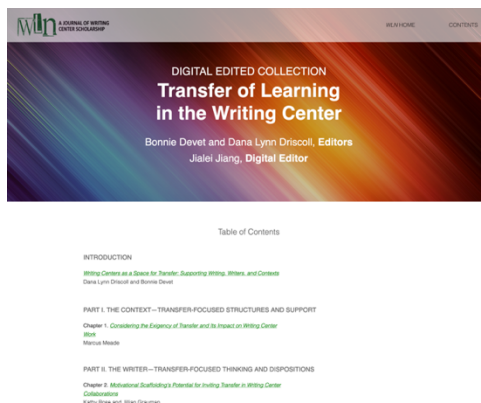 wln
A JOURNAL OF WRITING
CENTER SCHOLARSHIP
WLN HOME
CONTENTS
DIGITAL EDITED COLLECTION
Transfer of Learning
in the Writing Center
Bonnie Devet and Dana Lynn Driscoll, Editors
Jialei Jiang, Digital Editor
Table of Contents
INTRODUCTION
Writing Centers as a Space for Transfer: Supporting Writing, Writers, and Contexts
Dana Lynn Driscoll and Bonnie Devet
PART I. THE CONTEXT—TRANSFER-FOCUSED STRUCTURES AND SUPPORT
Chapter 1. Considering the Exigency of Transfer and Its Impact on Writing Center
Work
Marcus Meade
PART II. THE WRITER—TRANSFER-FOCUSED THINKING AND DISPOSITIONS
Chapter 2. Motivational Scaffolding's Potential for Inviting Transfer in Writing Center
Collaborations
Kathy Rose and Jillian Grauman